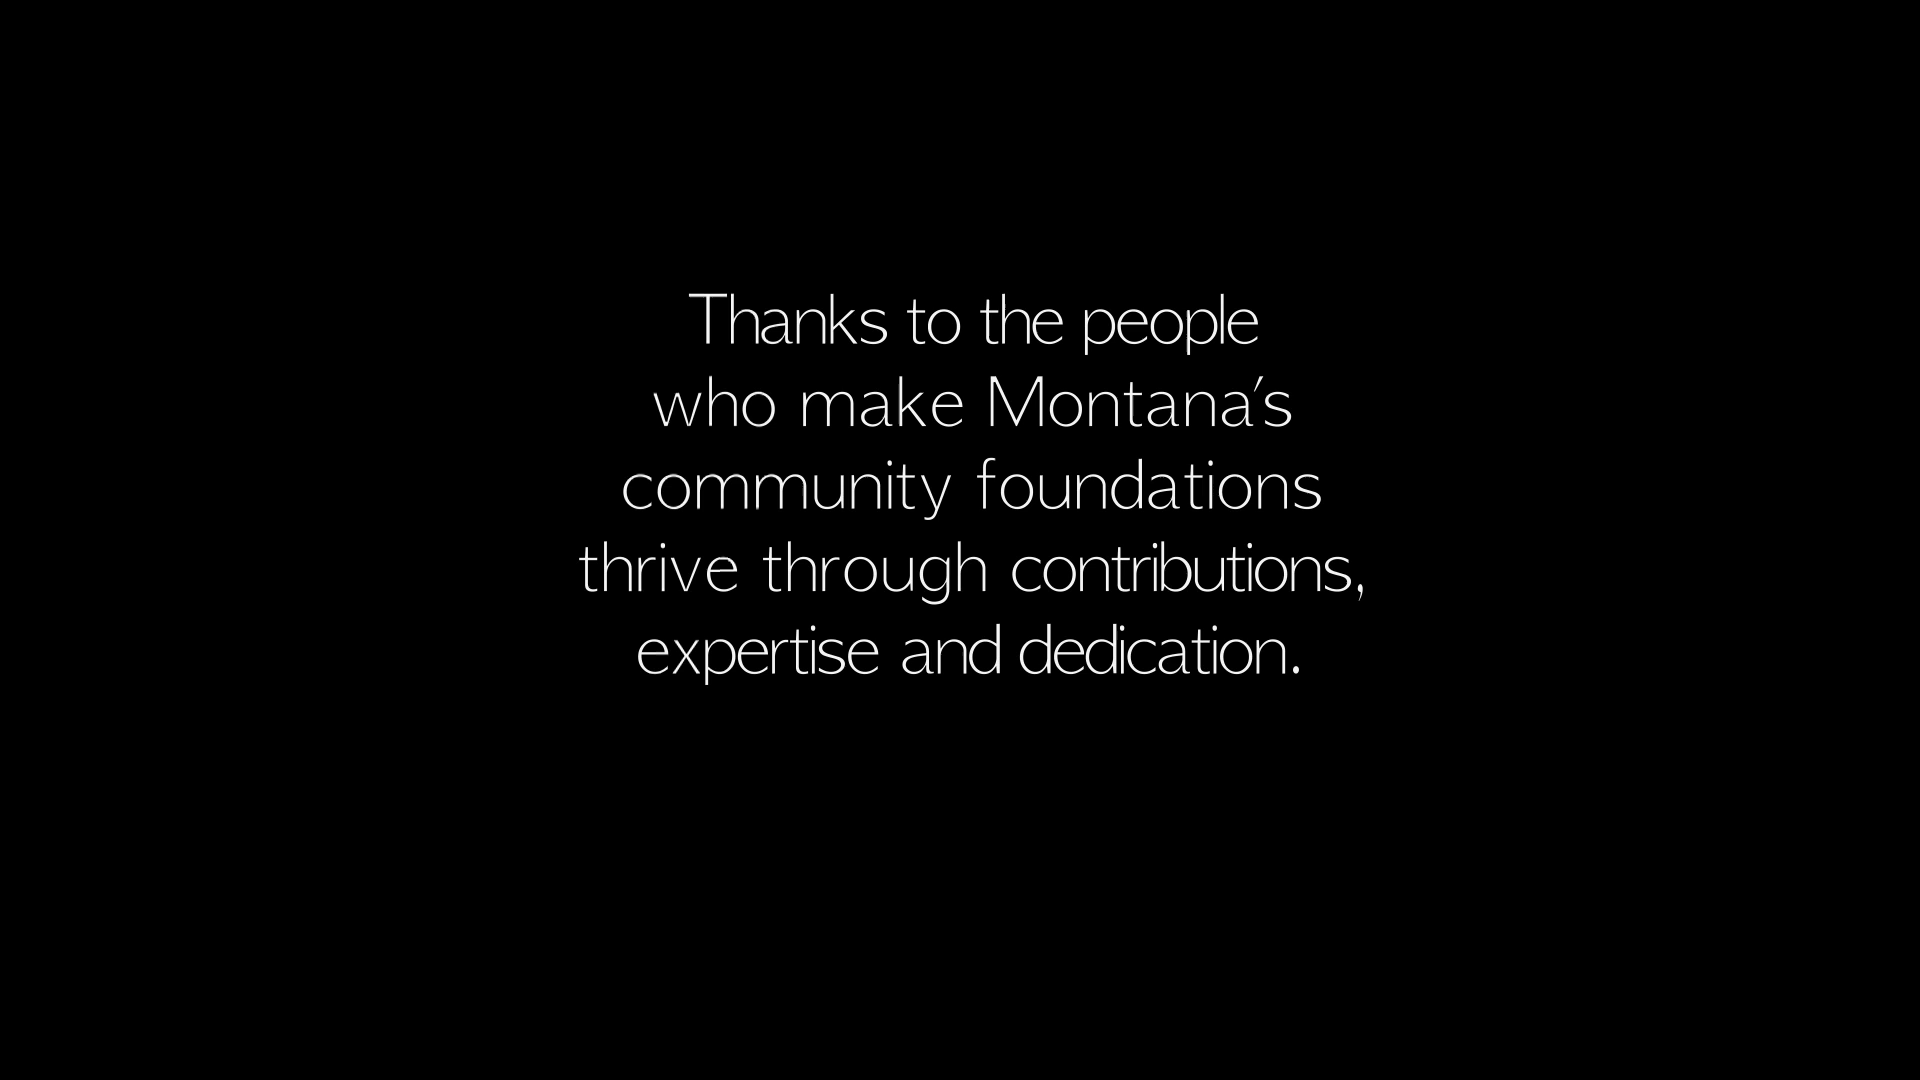 Thanks to the people
who make Montana's
community foundations
thrive through contributions,
expertise and dedication.